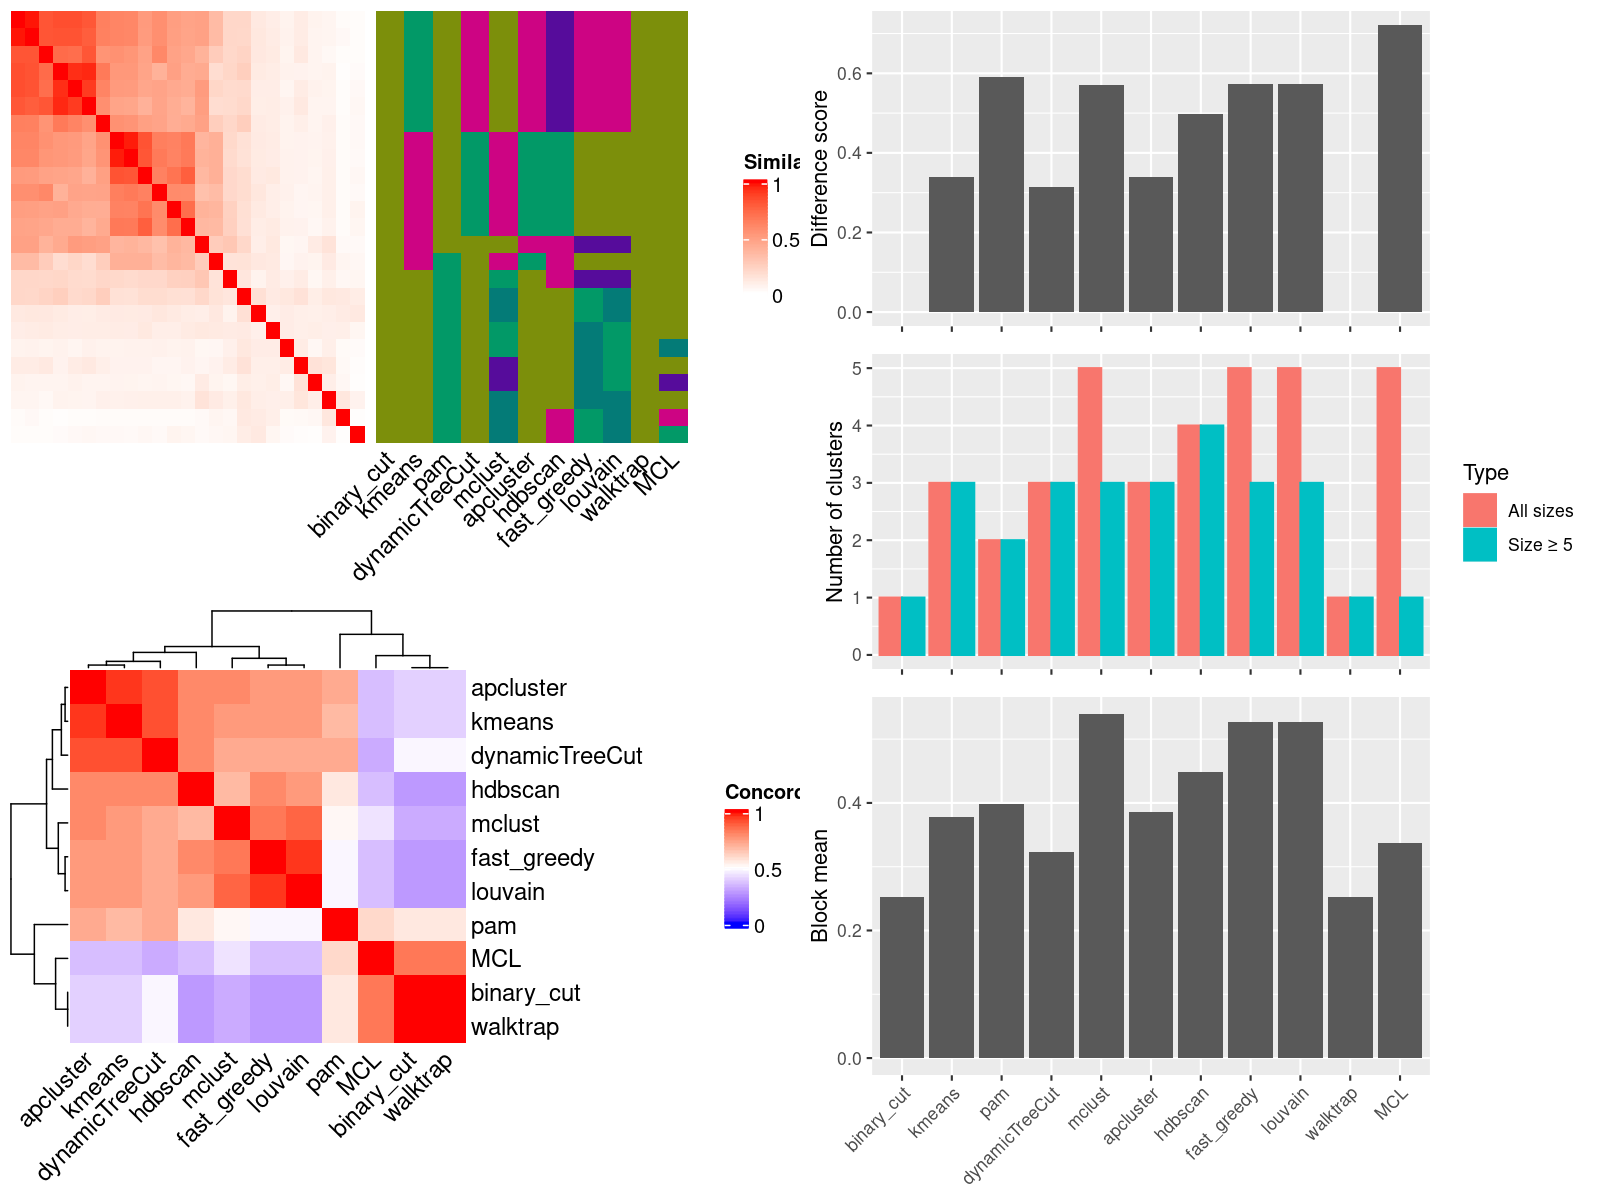 Simila
1
0.5
0
binary_cut
kmeans
pam
dynamicTreeCut
mclust
apcluster
hdbscan
fast_greedy
louvain
walktrap
MCL
apcluster
kmeans
dynamicTreeCut
hdbscan
mclust
fast_greedy
louvain
pam
MCL
binary_cut
walktrap
Concord
1
0.5
0
apcluster
kmeans
dynamicTreeCut
hdbscan
mclust
fast_greedy
louvain
pam
MCL
binary_cut
walktrap
Difference score
0.6
0.4
0.2
0.0
Number of clusters
5
4
3
2
1
0
Type
All sizes
Size ≥ 5
Block mean
0.4
0.2
0.0
binary_cut
kmeans
pam
dynamicTreeCut
mclust
apcluster
hdbscan
fast_greedy
louvain
walktrap
MCL